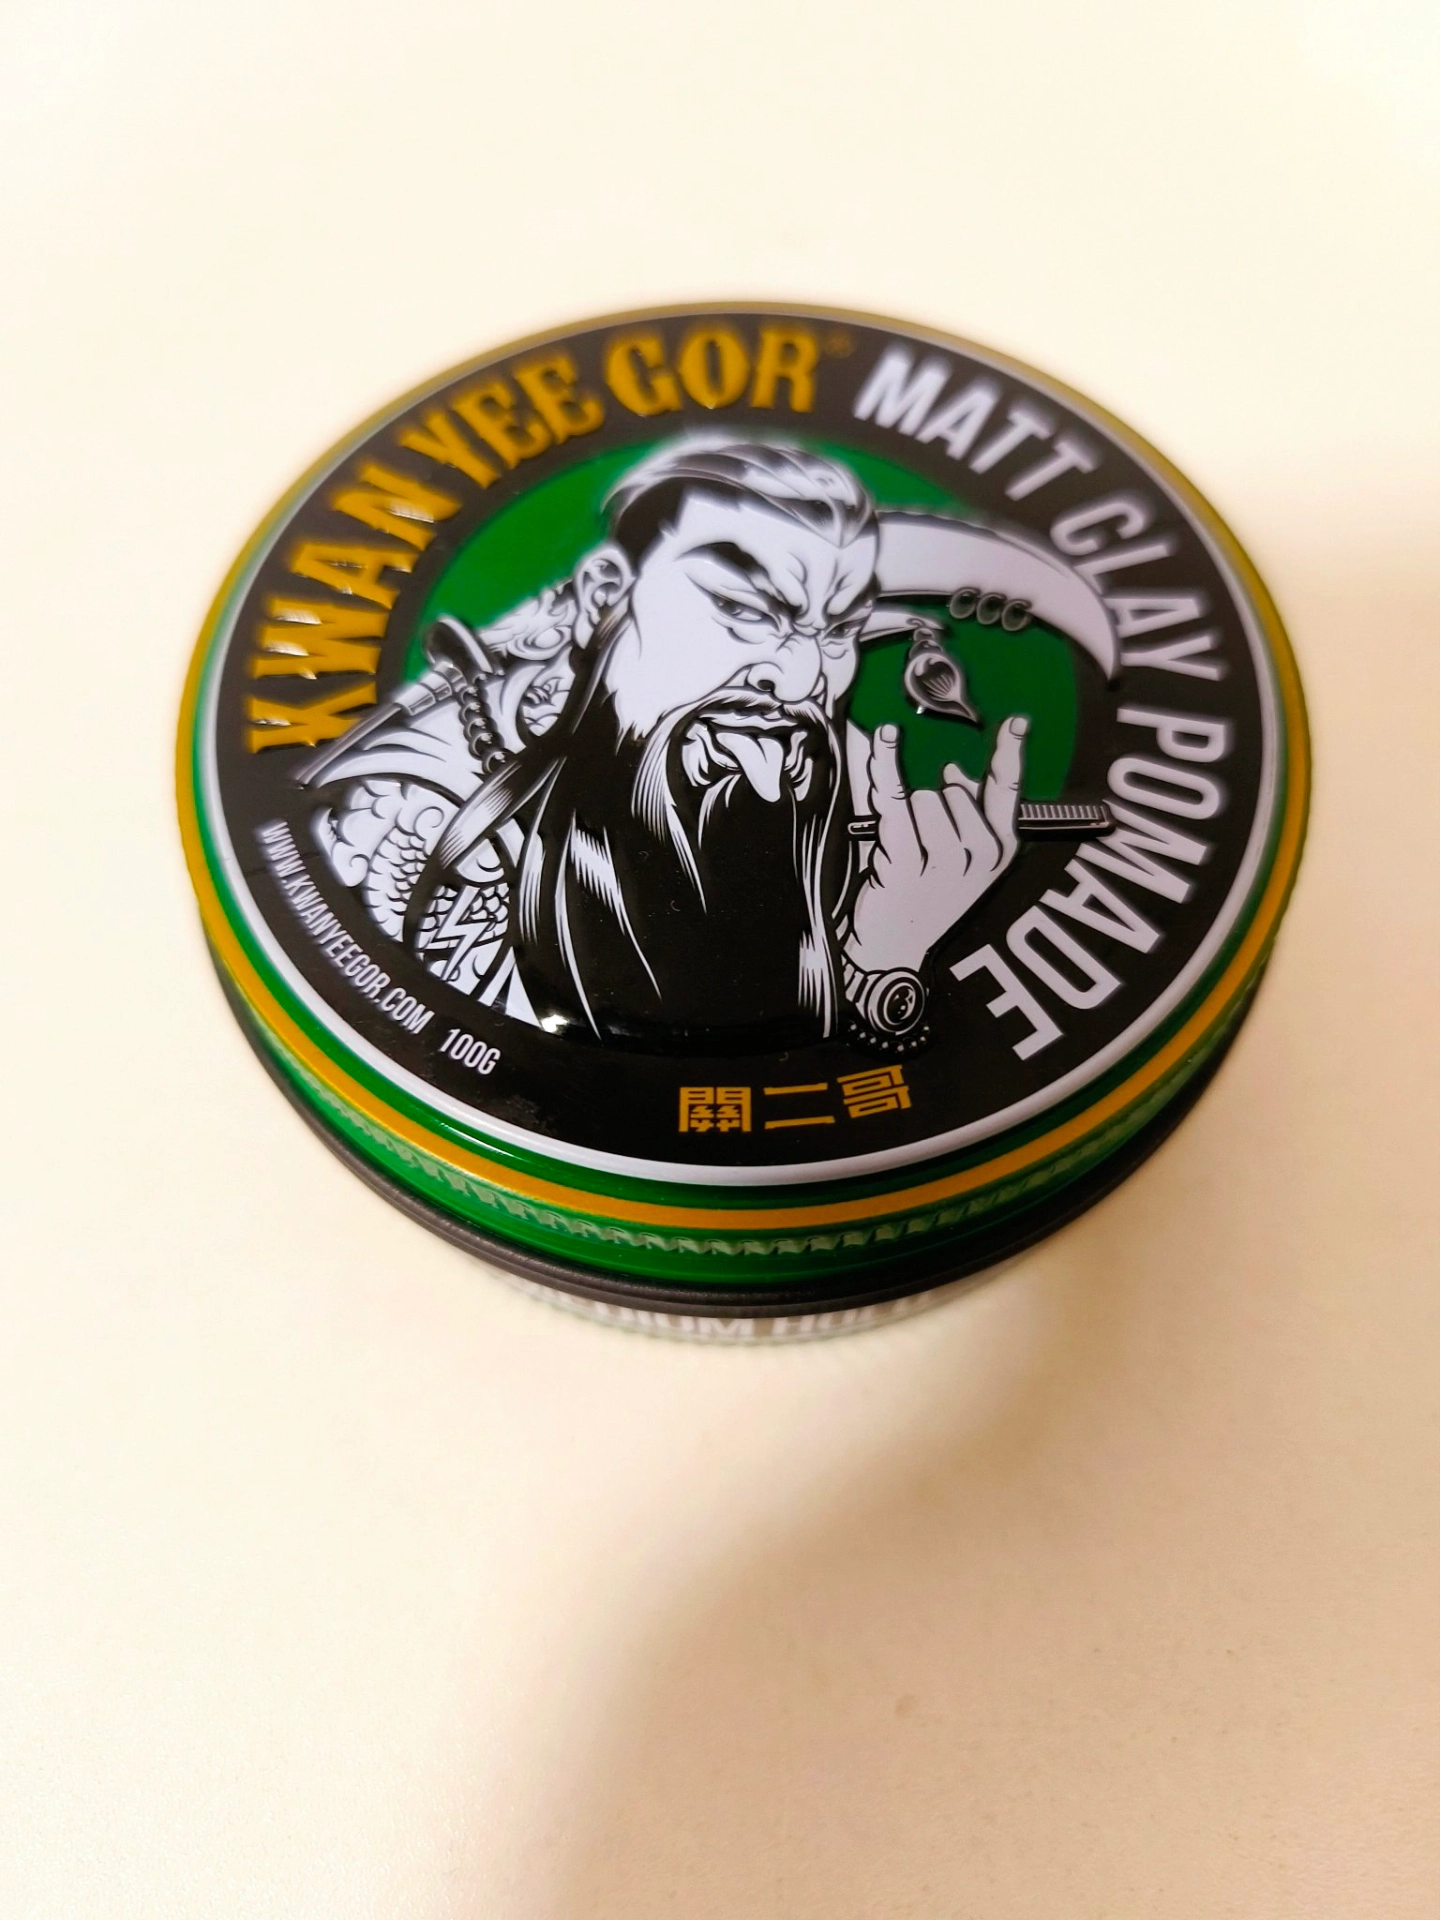 KWAN YEE GOR®
MATT CLAY POMADE
WWW.KWANYEEGOR.COM 100G
關二哥